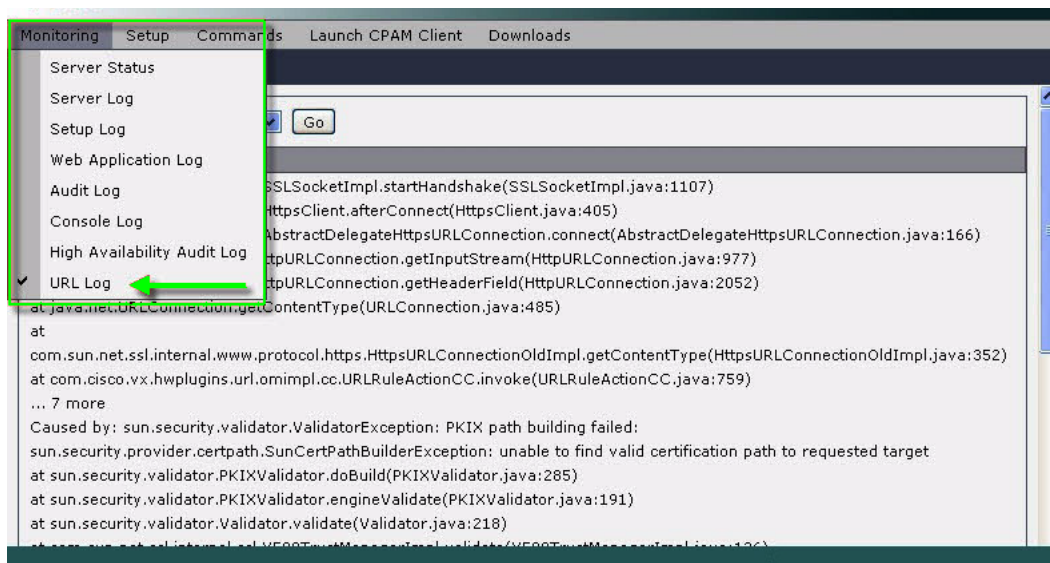 Monitoring Setup Commands Launch CPAM Client Downloads
Server Status
Server Log
Setup Log
Web Application Log
Audit Log
Console Log
High Availability Audit Log
URL Log
Go
SSLSocketImpl.startHandshake(SSLSocketImpl.java:1107)
HttpsClient.afterConnect(HttpsClient.java:405)
AbstractDelegateHttpsURLConnection.connect(AbstractDelegateHttpsURLConnection.java:166)
ttpURLConnection.getInputStream(HttpURLConnection.java:977)
ttpURLConnection.getHeaderField(HttpURLConnection.java:2052)
at java.net.URLConnection.getContentType(URLConnection.java:485)
at
com.sun.net.ssl.internal.www.protocol.https.HttpsURLConnectionOldImpl.getContentType(HttpsURLConnectionOldImpl.java:352)
at com.cisco.vx.hwplugins.url.omimpl.cc.URLRuleActionCC.invoke(URLRuleActionCC.java:759)
... 7 more
Caused by: sun.security.validator.ValidatorException: PKIX path building failed:
sun.security.provider.certpath.SunCertPathBuilderException: unable to find valid certification path to requested target
at sun.security.validator.PKIXValidator.doBuild(PKIXValidator.java:285)
at sun.security.validator.PKIXValidator.engineValidate(PKIXValidator.java:191)
at sun.security.validator.Validator.validate(Validator.java:218)